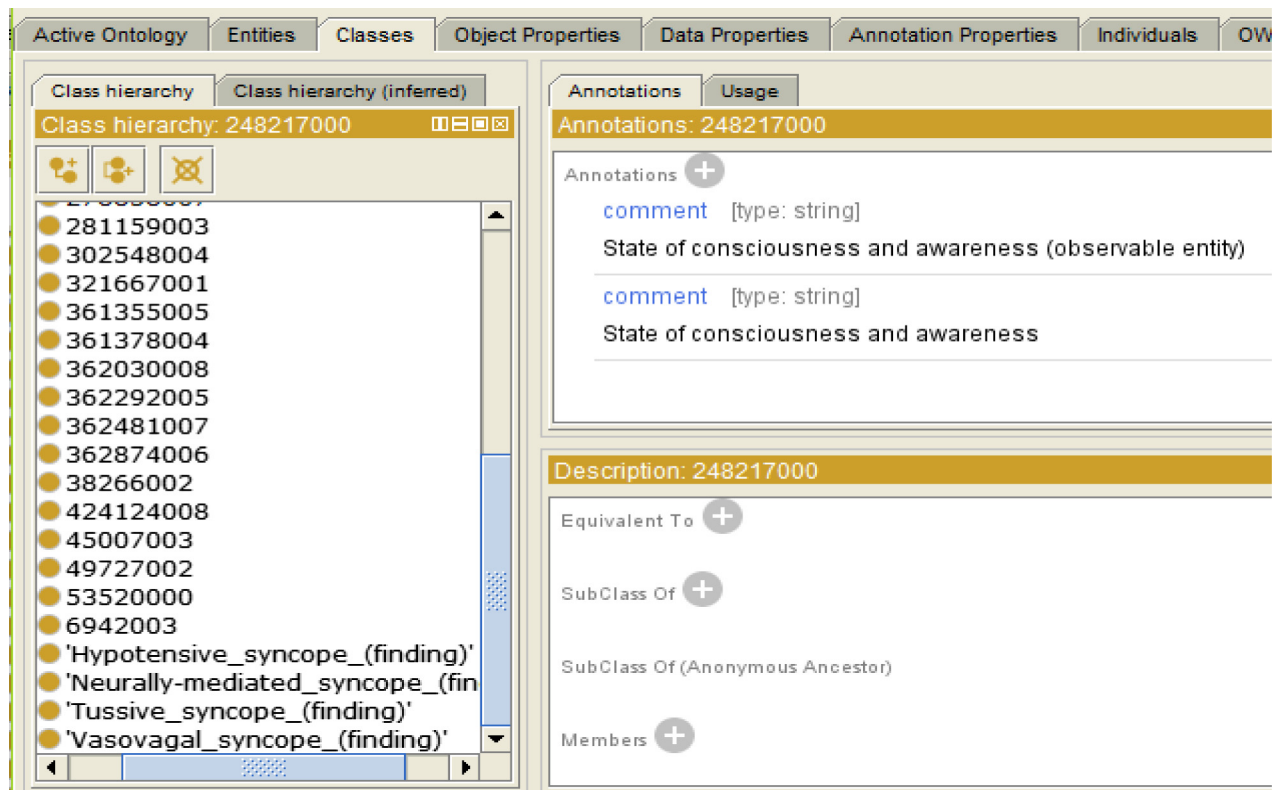 Active Ontology Entities Classes Object Properties Data Properties Annotation Properties Individuals OW
Class hierarchy Class hierarchy (inferred)
Class hierarchy: 248217000
281159003
302548004
321667001
361355005
361378004
362030008
362292005
362481007
362874006
38266002
424124008
45007003
49727002
53520000
6942003
'Hypotensive_syncope_(finding)'
'Neurally-mediated_syncope_(fin
'Tussive_syncope_(finding)'
'Vasovagal_syncope_(finding)'
Annotations Usage
Annotations: 248217000
Annotations
comment [type: string]
State of consciousness and awareness (observable entity)
comment [type: string]
State of consciousness and awareness
Description: 248217000
Equivalent To
SubClass Of
SubClass Of (Anonymous Ancestor)
Members